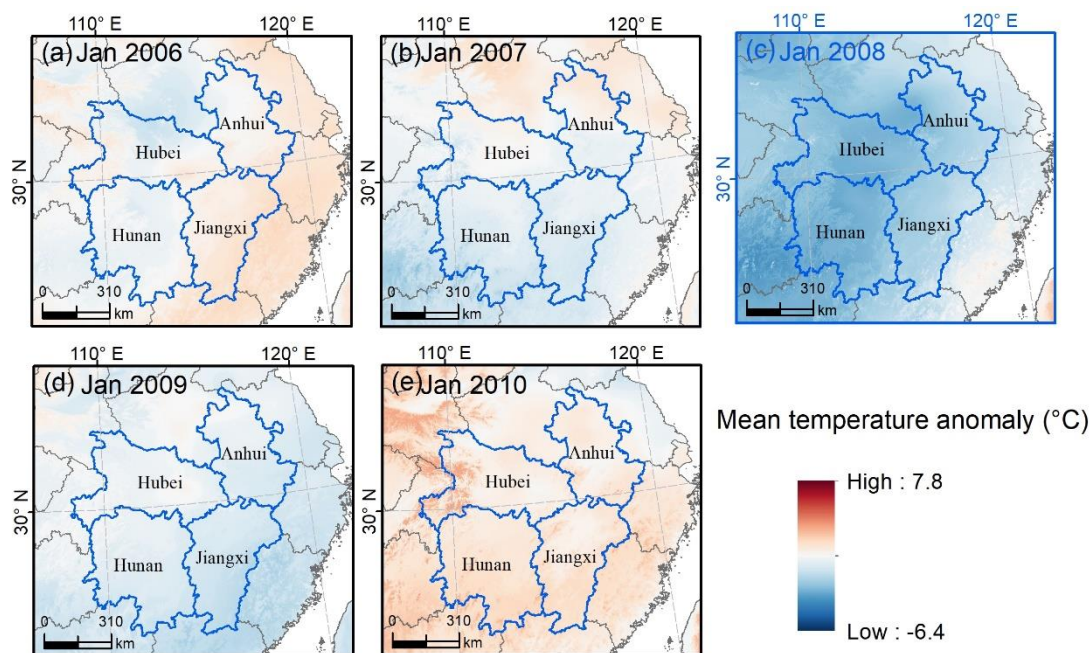 110° E
120° E
(a) Jan 2006
30° N
Anhui
Hubei
Hunan
Jiangxi
0 310
km
110° E
120° E
(b) Jan 2007
Anhui
Hubei
Hunan
Jiangxi
0 310
km
110° E
120° E
(c) Jan 2008
30° N
Anhui
Hubei
Hunan
Jiangxi
0 310
km
110° E
120° E
(d) Jan 2009
30° N
Anhui
Hubei
Hunan
Jiangxi
0 310
km
110° E
120° E
(e) Jan 2010
30° N
Anhui
Hubei
Hunan
Jiangxi
0 310
km
Mean temperature anomaly (°C)
High : 7.8
Low : -6.4